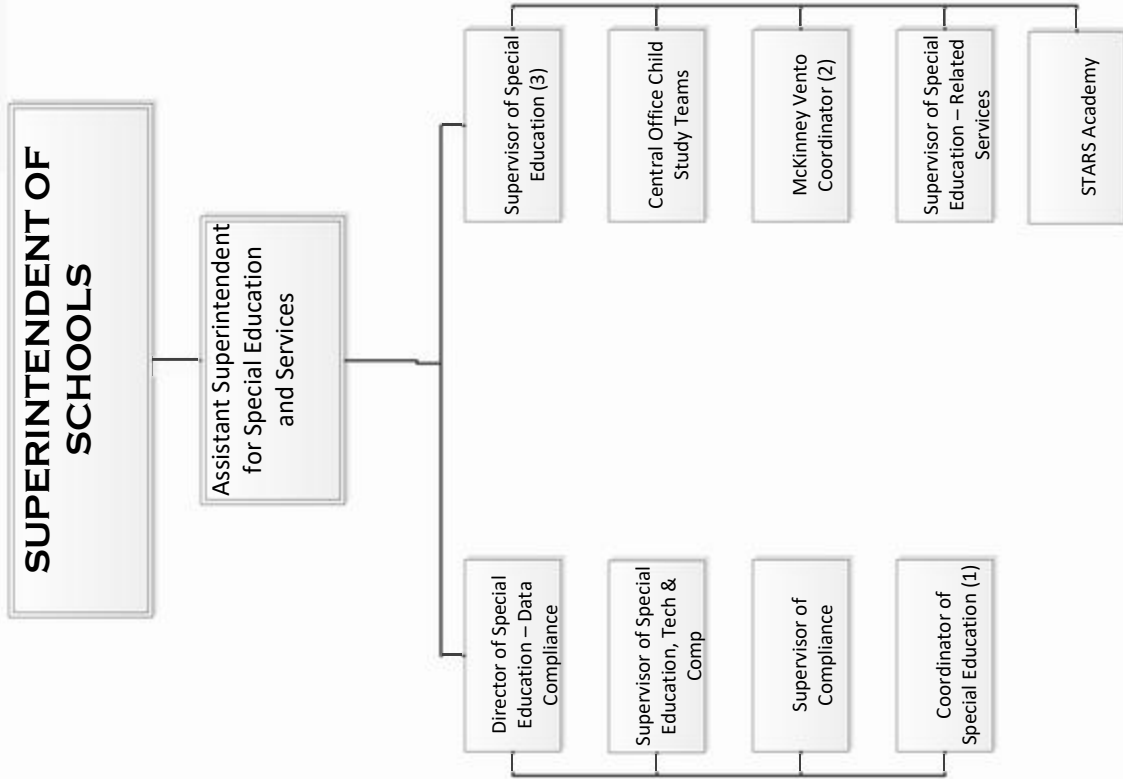 SUPERINTENDENT OF
SCHOOLS
Assistant Superintendent
for Special Education
and Services
Director of Special
Education – Data
Compliance
Supervisor of Special
Education, Tech &
Comp
Supervisor of
Compliance
Coordinator of
Special Education (1)
Supervisor of Special
Education (3)
Central Office Child
Study Teams
McKinney Vento
Coordinator (2)
Supervisor of Special
Education – Related
Services
STARS Academy